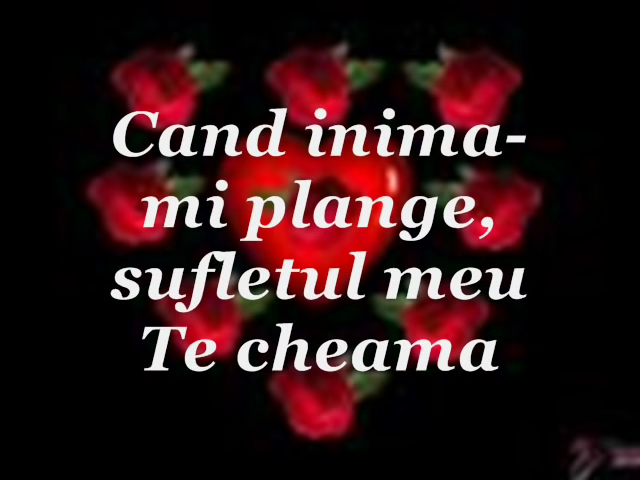 Cand inima-
mi plange,
sufletul meu
Te cheama